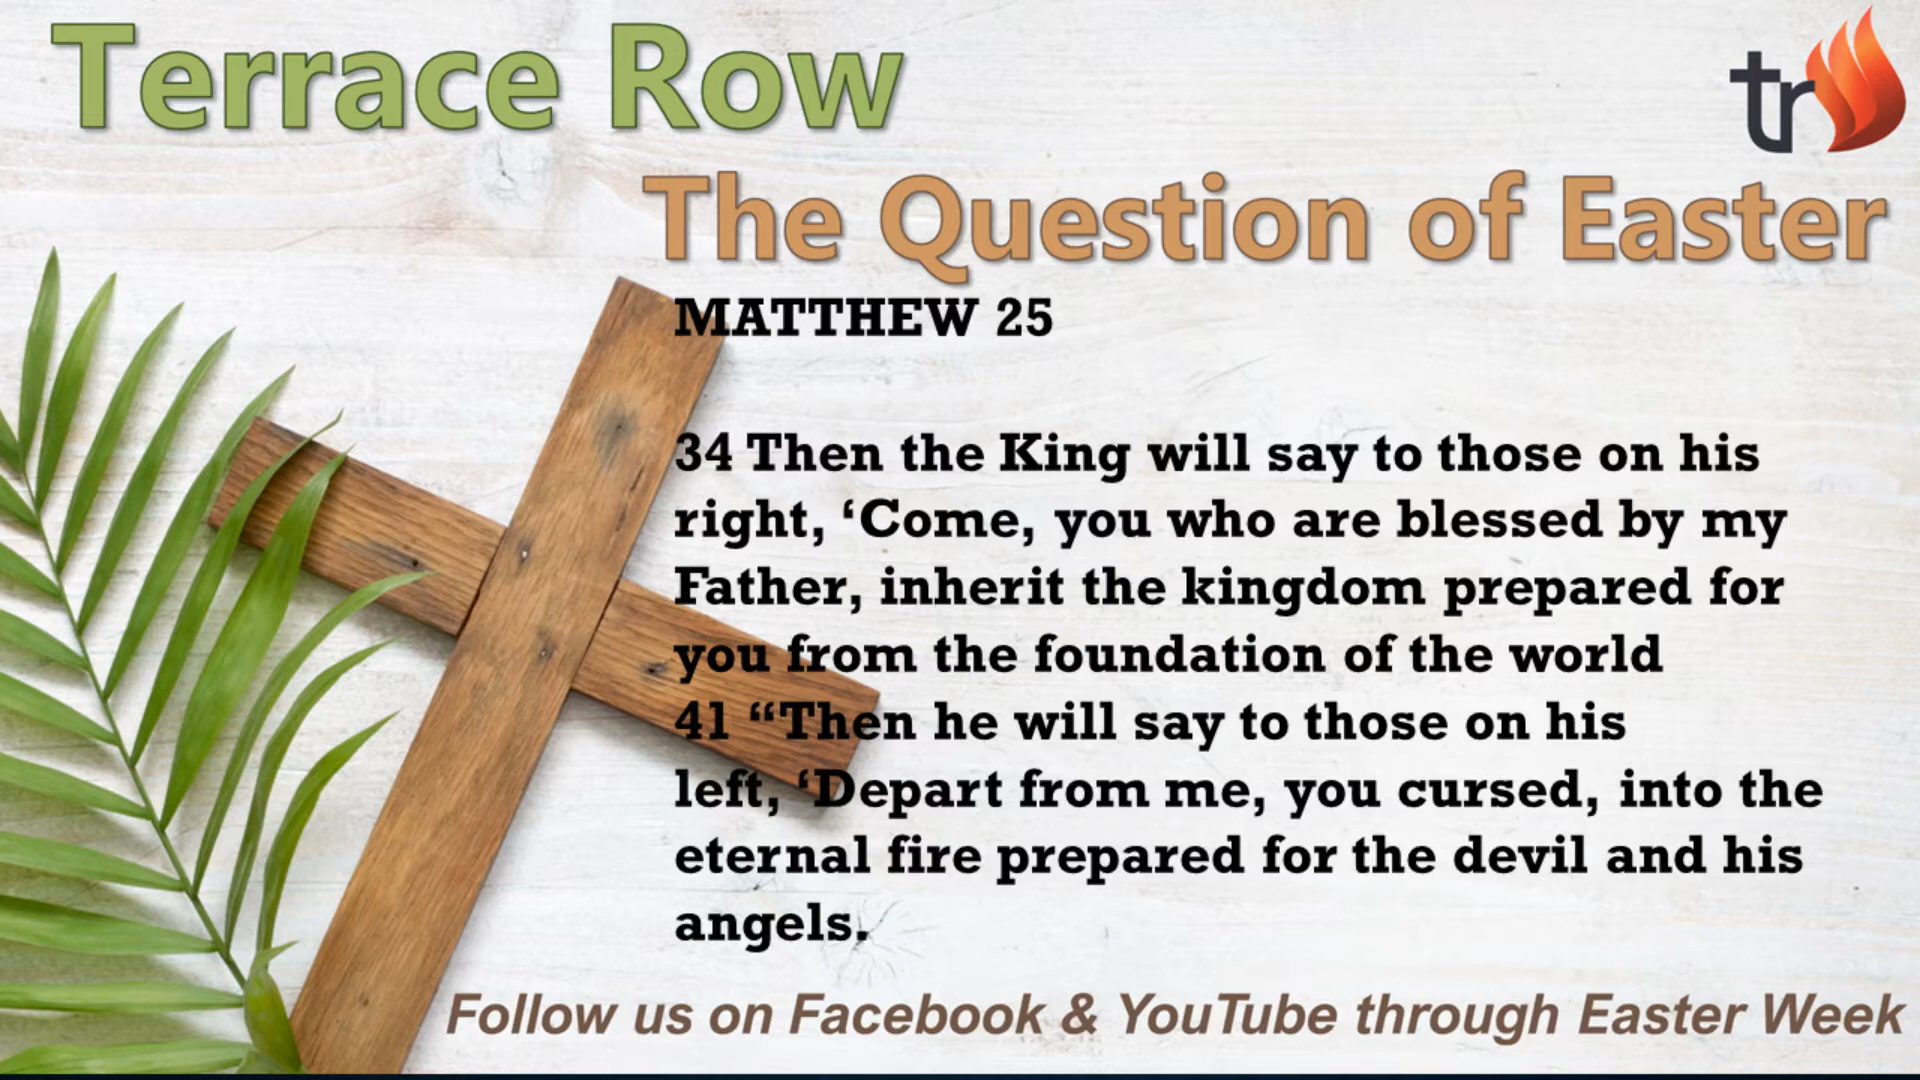 Terrace Row
tr
The Question of Easter
MATTHEW 25
34 Then the King will say to those on his
right, ‘Come, you who are blessed by my
Father, inherit the kingdom prepared for
you from the foundation of the world
41 “Then he will say to those on his
left, ‘Depart from me, you cursed, into the
eternal fire prepared for the devil and his
angels.
Follow us on Facebook & YouTube through Easter Week